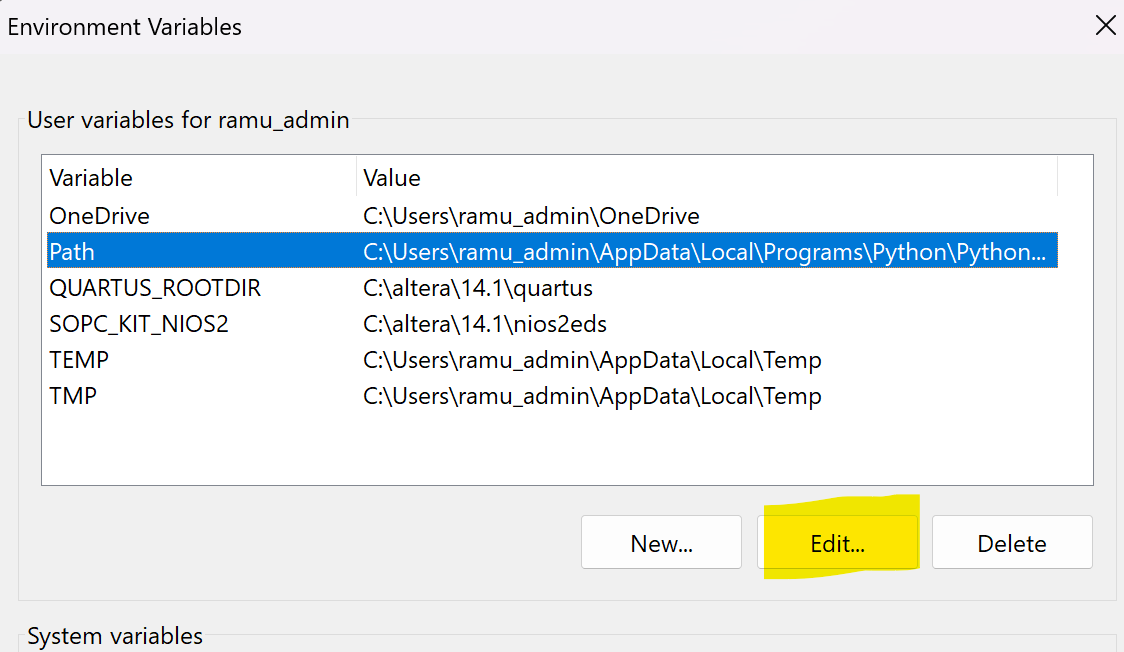 Environment Variables
User variables for ramu_admin
Variable Value
OneDrive C:\Users\ramu_admin\OneDrive
Path C:\Users\ramu_admin\AppData\Local\Programs\Python\Python...
QUARTUS_ROOTDIR C:\altera\14.1\quartus
SOPC_KIT_NIOS2 C:\altera\14.1\nios2eds
TEMP C:\Users\ramu_admin\AppData\Local\Temp
TMP C:\Users\ramu_admin\AppData\Local\Temp
New... Edit... Delete
System variables